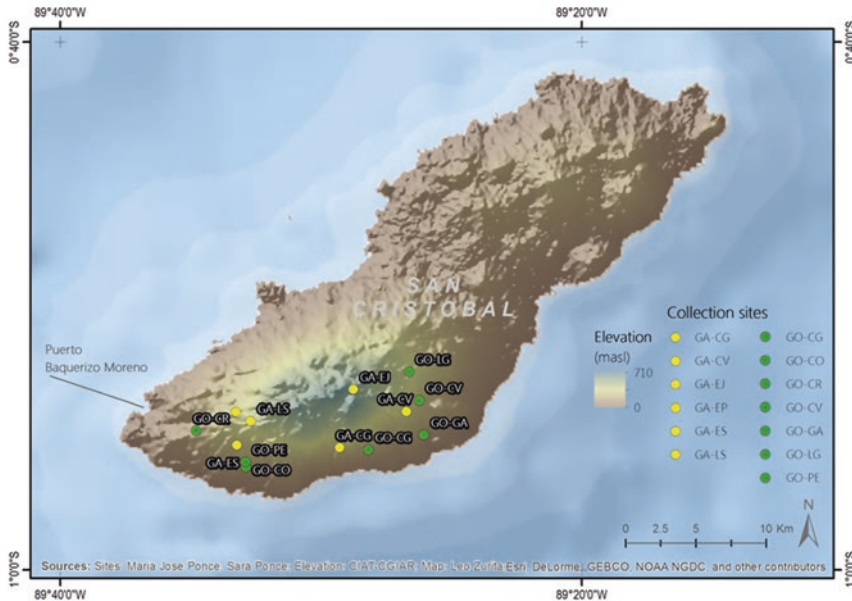 89°40'0"W 89°20'0"W
0°40'0"S 0°40'0"S
SAN
CRISTOBAL
Collection sites
Elevation
(masl)
710
0
GA-CG GO-CG
GA-CV GO-CO
GA-EJ GO-CR
GA-EP GO-CV
GA-ES GO-GA
GA-LS GO-LG
GO-PE
Puerto
Baquerizo Moreno
GO-LG
GA-EJ
GO-CV
GA-CV
GA-LS
GO-CR
GO-GA
GA-CG GO-CG
GO-PE
GA-ES
GO-CO
N
0 2.5 5 10 Km
Sources: Sites: Maria Jose Ponce, Sara Ponce; Elevation: CIAT-CGIAR; Map: Leo Zurita; Esri, DeLorme, GEBCO, NOAA NGDC, and other contributors
1°0'0"S 1°0'0"S
89°40'0"W 89°20'0"W